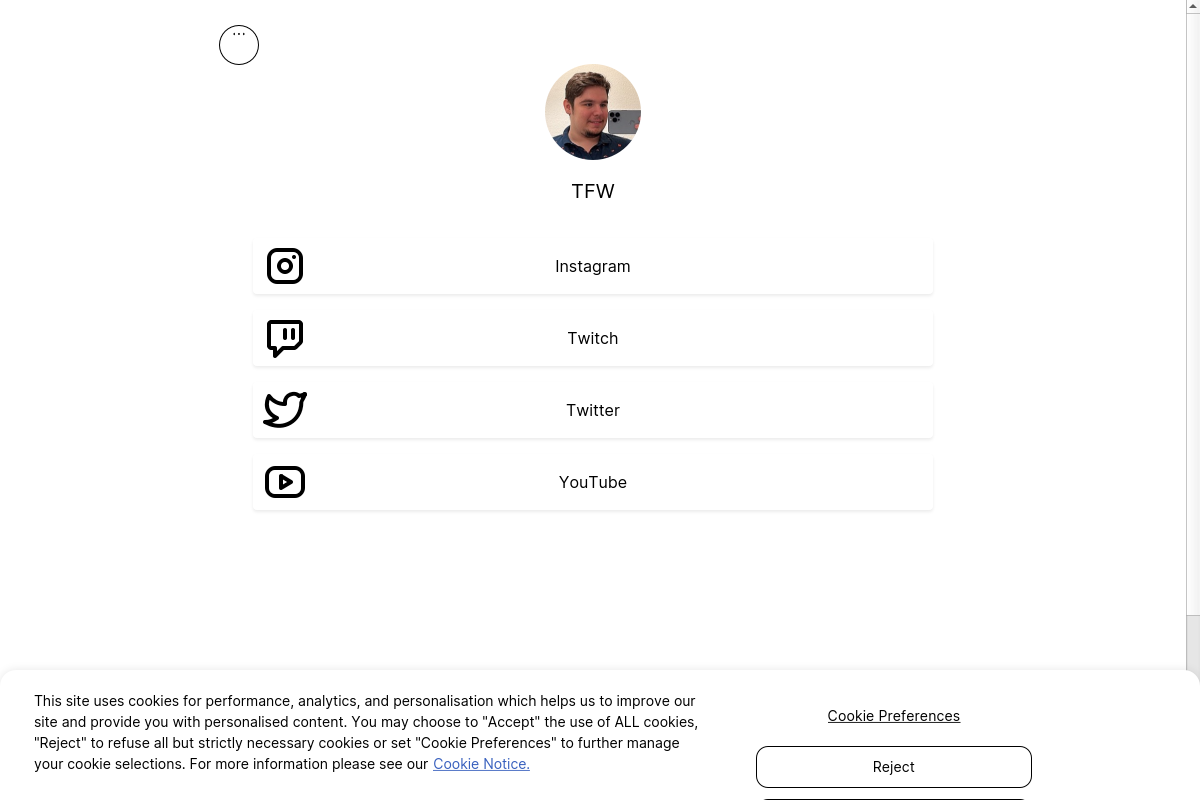 TFW
Instagram
Twitch
Twitter
YouTube
This site uses cookies for performance, analytics, and personalisation which helps us to improve our
site and provide you with personalised content. You may choose to "Accept" the use of ALL cookies,
"Reject" to refuse all but strictly necessary cookies or set "Cookie Preferences" to further manage
your cookie selections. For more information please see our Cookie Notice.
Cookie Preferences
Reject